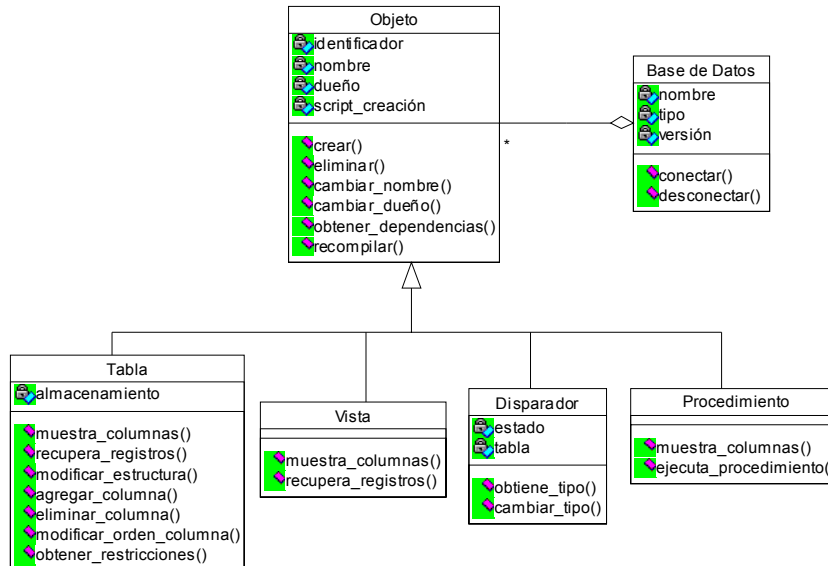 Objeto
identificador
nombre
dueño
script_creación
crear()
eliminar()
cambiar_nombre()
cambiar_dueño()
obtener_dependencias()
recompilar()
*
Base de Datos
nombre
tipo
versión
conectar()
desconectar()
Tabla
almacenamiento
muestra_columnas()
recupera_registros()
modificar_estructura()
agregar_columna()
eliminar_columna()
modificar_orden_columna()
obtener_restricciones()
Vista
muestra_columnas()
recupera_registros()
Disparador
estado
tabla
obtiene_tipo()
cambiar_tipo()
Procedimiento
muestra_columnas()
ejecuta_procedimiento()